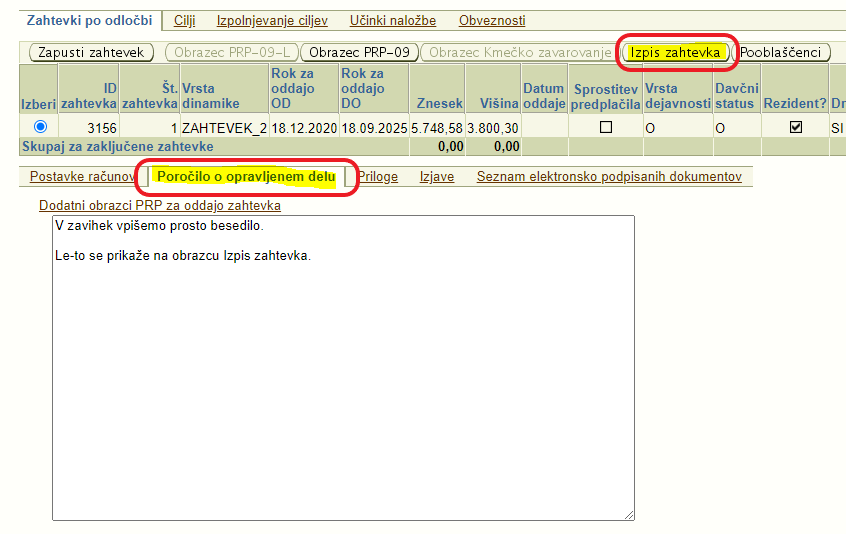 Zahtevki po odločbi Cilji Izpolnjevanje ciljev Učinki naložbe Obveznosti
Zapusti zahtevek Obrazec PRP-09-L Obrazec PRP-09 Obrazec Kmečko zavarovanje Izpis zahtevka Pooblaščenci
Izberi ID zahtevka Št. zahtevka Vrsta dinamike Rok za oddajo OD Rok za oddajo DO Znesek Višina Datum oddaje Sprostitev predplačila Vrsta dejavnosti Davčni status Rezident?
3156 1 ZAHTEVEK_2 18.12.2020 18.09.2025 5.748,58 3.800,30 O O SI
Skupaj za zaključene zahtevke 0,00 0,00
Postavke računov Poročilo o opravljenem delu Priloge Izjave Seznam elektronsko podpisanih dokumentov
Dodatni obrazci PRP za oddajo zahtevka
V zavihek vpišemo prosto besedilo.
Le-to se prikaže na obrazcu Izpis zahtevka.